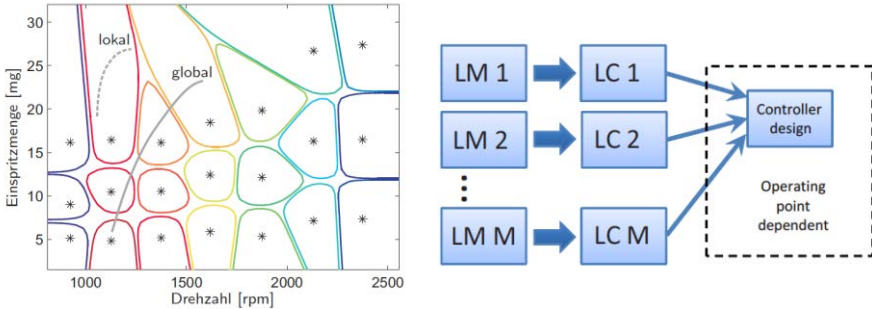 30
25
20
15
10
5
Einspritzmenge [mg]
lokal
global
1000
1500
2000
2500
Drehzahl [rpm]
LM 1
LC 1
LM 2
LC 2
LM M
LC M
Controller
design
Operating
point
dependent